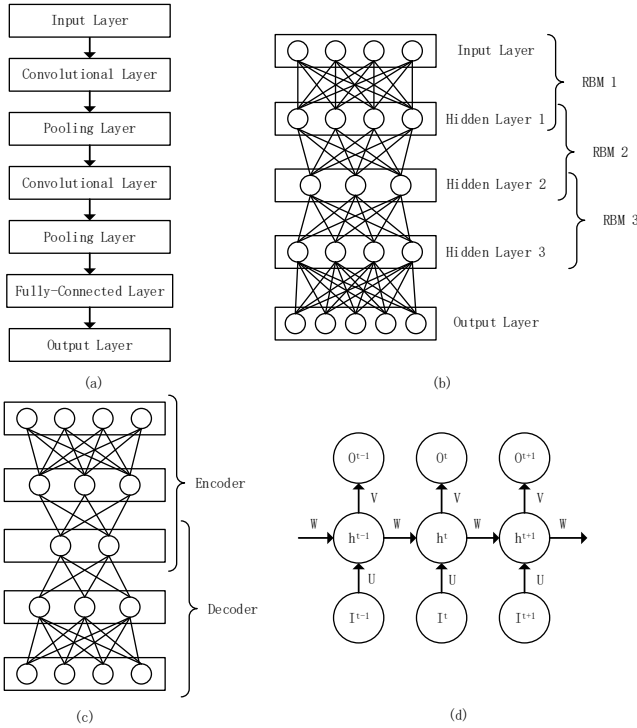 Input Layer
Convolutional Layer
Pooling Layer
Convolutional Layer
Pooling Layer
Fully-Connected Layer
Output Layer
(a)
Input Layer
Hidden Layer 1
Hidden Layer 2
Hidden Layer 3
Output Layer
RBM 1
RBM 2
RBM 3
(b)
Encoder
Decoder
(c)
O^{t-1} O^{t} O^{t+1}
V V V
W W W W
h^{t-1} h^{t} h^{t+1}
U U U
I^{t-1} I^{t} I^{t+1}
(d)